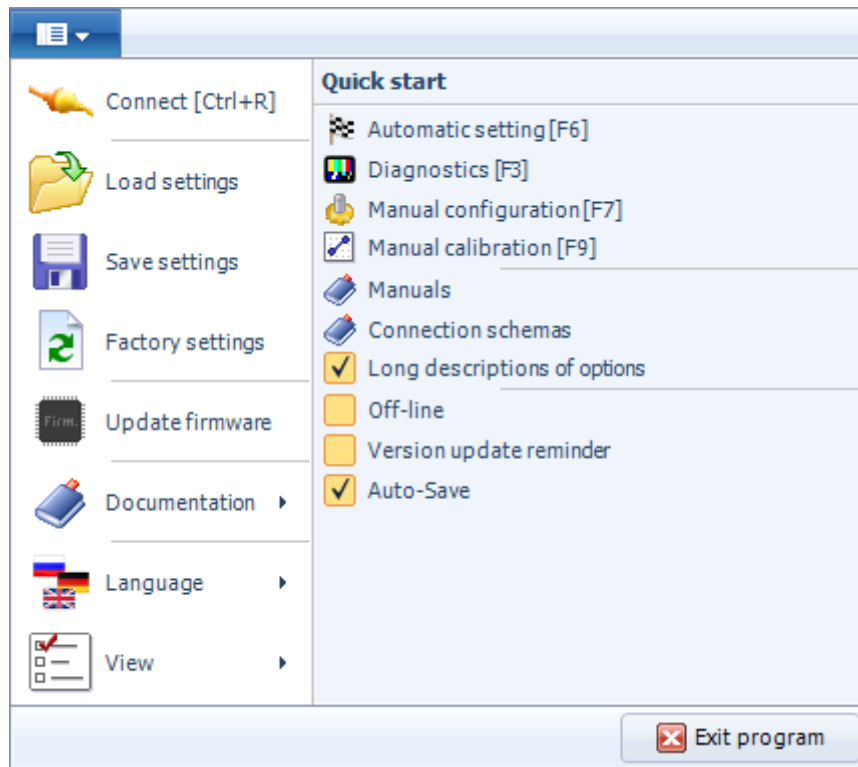 Connect [Ctrl+R]
Load settings
Save settings
Factory settings
Firm.
Update firmware
Documentation
Language
View
Quick start
Automatic setting [F6]
Diagnostics [F3]
Manual configuration [F7]
Manual calibration [F9]
Manuals
Connection schemas
Long descriptions of options
Off-line
Version update reminder
Auto-Save
Exit program